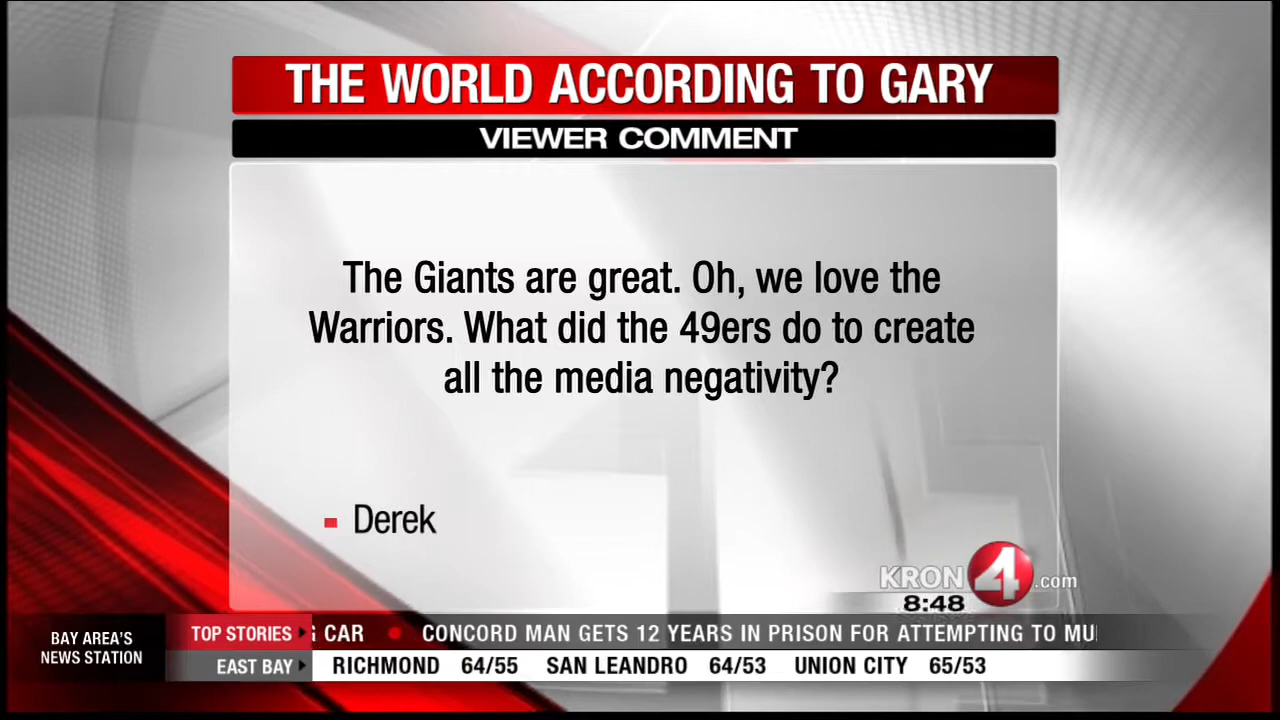 THE WORLD ACCORDING TO GARY
VIEWER COMMENT
The Giants are great. Oh, we love the
Warriors. What did the 49ers do to create
all the media negativity?
Derek
KRON 4 .com
8:48
BAY AREA'S
NEWS STATION
TOP STORIES
CAR • CONCORD MAN GETS 12 YEARS IN PRISON FOR ATTEMPTING TO
EAST BAY
RICHMOND 64/55 SAN LEANDRO 64/53 UNION CITY 65/53